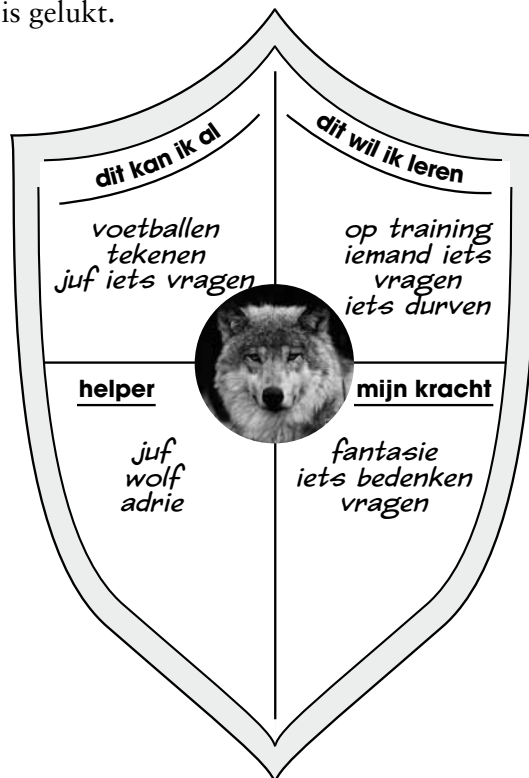 is gelukt.
dit kan ik al
voetballen
tekenen
juf iets vragen
dit wil ik leren
op training
iemand iets
vragen
iets durven
helper
juf
wolf
adrie
mijn kracht
fantasie
iets bedenken
vragen